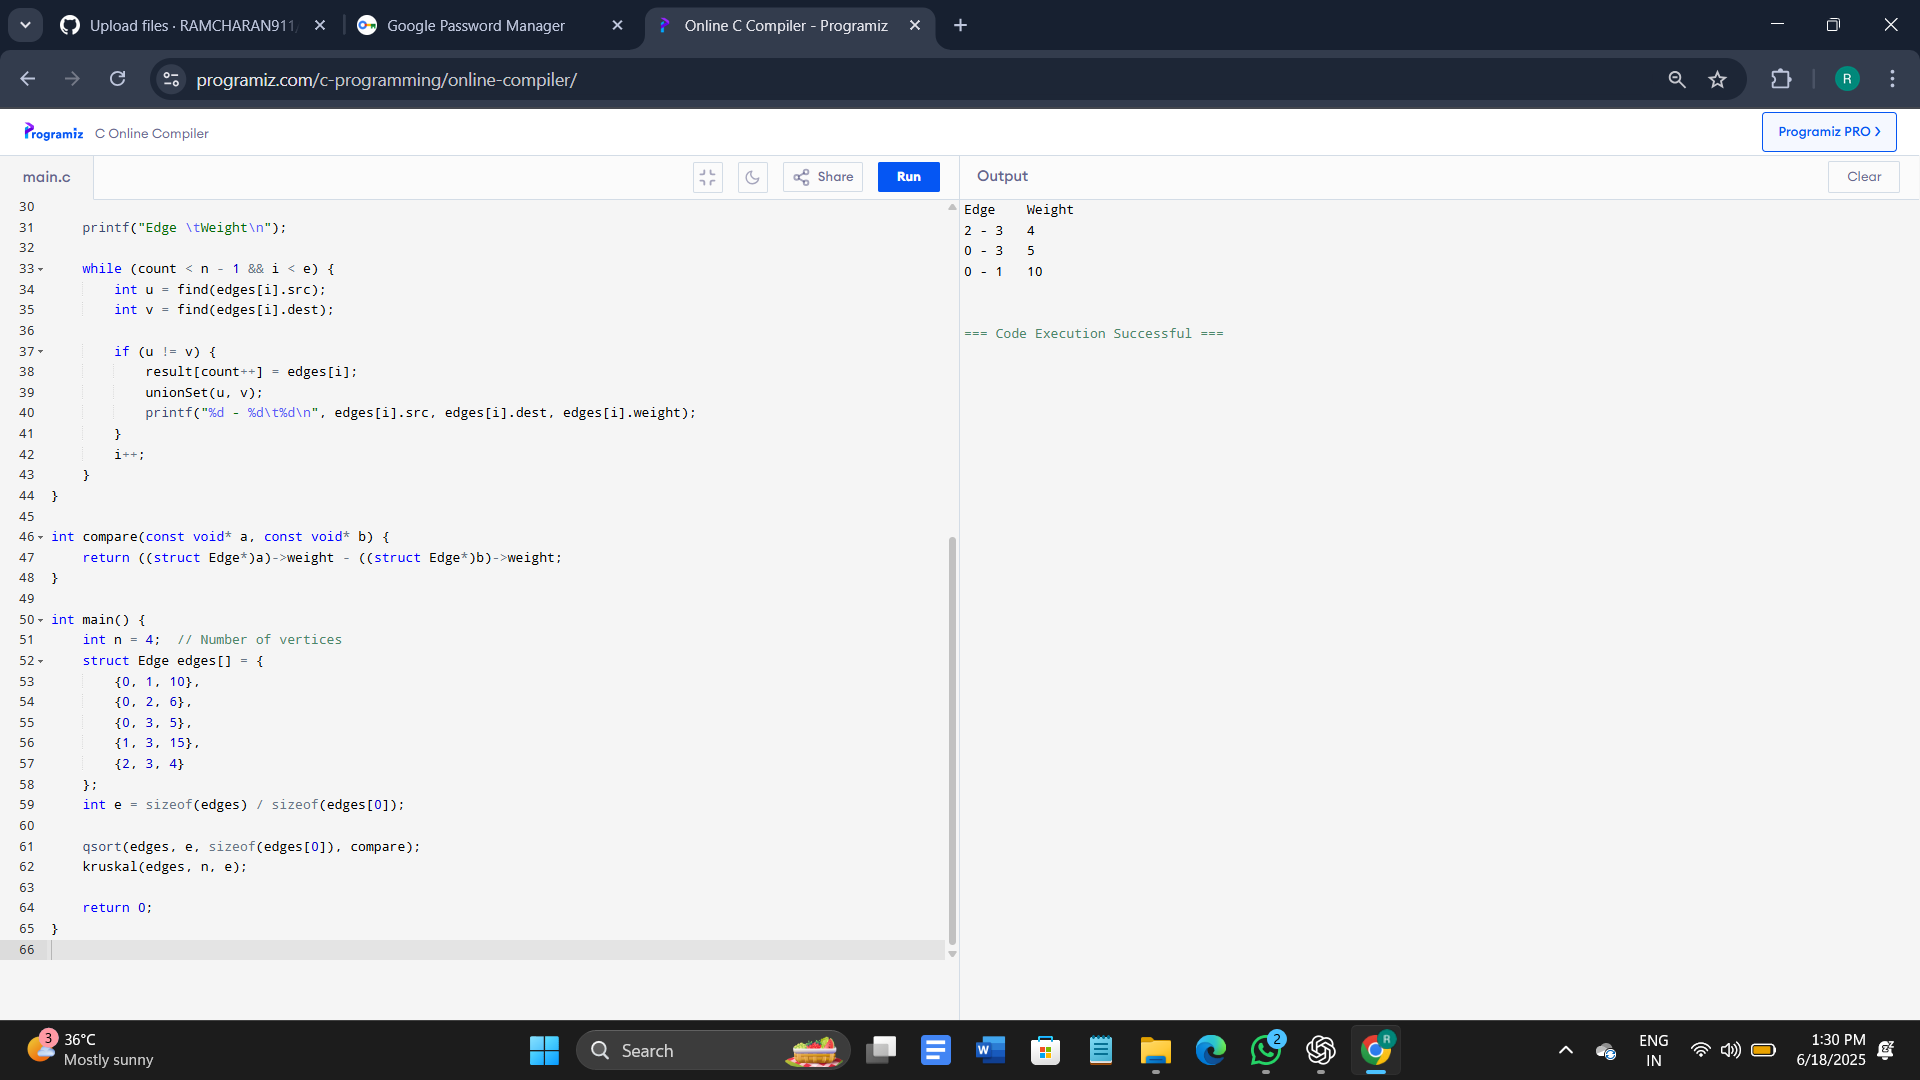 Upload files · RAMCHARAN911/
Google Password Manager
Online C Compiler - Programiz
programiz.com/c-programming/online-compiler/
R
Programiz C Online Compiler
Programiz PRO >
main.c
Share
Run
Output
Clear
30
31 printf("Edge \tWeight\n");
32
33 while (count < n - 1 && i < e) {
34 int u = find(edges[i].src);
35 int v = find(edges[i].dest);
36
37 if (u != v) {
38 result[count++] = edges[i];
39 unionSet(u, v);
40 printf("%d - %d\t%d\n", edges[i].src, edges[i].dest, edges[i].weight);
41 }
42 i++;
43 }
44 }
45
46 int compare(const void* a, const void* b) {
47 return ((struct Edge*)a)->weight - ((struct Edge*)b)->weight;
48 }
49
50 int main() {
51 int n = 4;  // Number of vertices
52 struct Edge edges[] = {
53 {0, 1, 10},
54 {0, 2, 6},
55 {0, 3, 5},
56 {1, 3, 15},
57 {2, 3, 4}
58 };
59 int e = sizeof(edges) / sizeof(edges[0]);
60
61 qsort(edges, e, sizeof(edges[0]), compare);
62 kruskal(edges, n, e);
63
64 return 0;
65 }
66
Edge Weight
2 - 3 4
0 - 3 5
0 - 1 10
=== Code Execution Successful ===
3
36°C
Mostly sunny
Search
W
2
R
ENG
IN
1:30 PM
6/18/2025